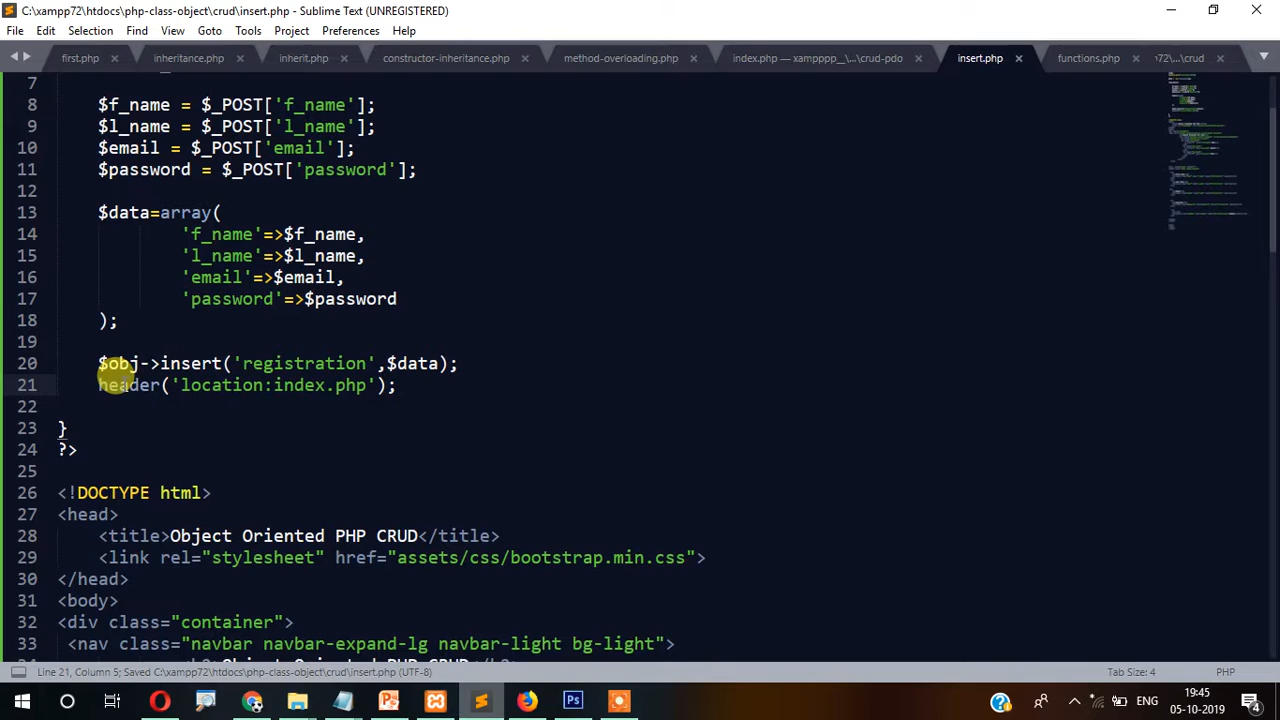 C:\xampp72\htdocs\php-class-object\crud\insert.php - Sublime Text (UNREGISTERED)
File Edit Selection Find View Goto Tools Project Preferences Help
first.php inheritance.php inherit.php constructor-inheritance.php method-overloading.php index.php — xampppp__\...\crud-pdo insert.php functions.php -72\...\crud
7
8 $f_name = $_POST['f_name'];
9 $l_name = $_POST['l_name'];
10 $email = $_POST['email'];
11 $password = $_POST['password'];
12
13 $data=array(
14 'f_name'=>$f_name,
15 'l_name'=>$l_name,
16 'email'=>$email,
17 'password'=>$password
18 );
19
20 $obj->insert('registration',$data);
21 header('location:index.php');
22
23 }
24 ?>
25
26 <!DOCTYPE html>
27 <head>
28 <title>Object Oriented PHP CRUD</title>
29 <link rel="stylesheet" href="assets/css/bootstrap.min.css">
30 </head>
31 <body>
32 <div class="container">
33 <nav class="navbar navbar-expand-lg navbar-light bg-light">
Line 21, Column 5; Saved C:\xampp72\htdocs\php-class-object\crud\insert.php (UTF-8) Tab Size: 4 PHP
ENG 19:45
05-10-2019
4